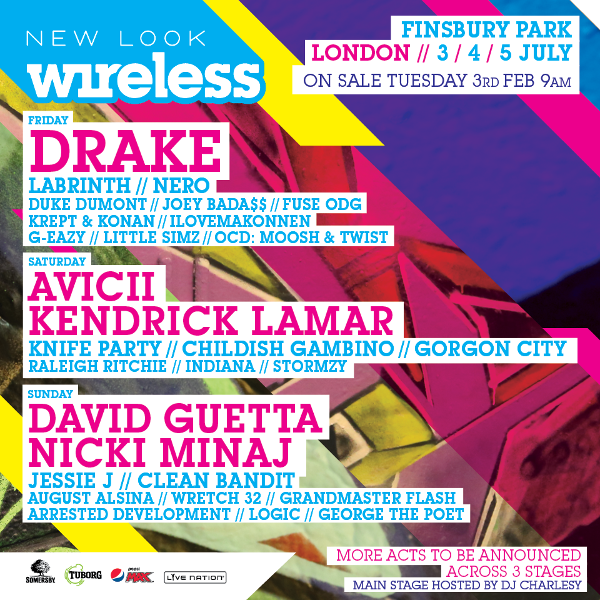 NEW LOOK
wireless
FINSBURY PARK
LONDON // 3 / 4 / 5 JULY
ON SALE TUESDAY 3RD FEB 9AM
FRIDAY
DRAKE
LABRINTH // NERO
DUKE DUMONT // JOEY BADA$$ // FUSE ODG
KREPT & KONAN // ILOVEMAKONNEN
G-EAZY // LITTLE SIMZ // OCD: MOOSH & TWIST
SATURDAY
AVICII
KENDRICK LAMAR
KNIFE PARTY // CHILDISH GAMBINO // GORGON CITY
RALEIGH RITCHIE // INDIANA // STORMZY
SUNDAY
DAVID GUETTA
NICKI MINAJ
JESSIE J // CLEAN BANDIT
AUGUST ALSINA // WRETCH 32 // GRANDMASTER FLASH
ARRESTED DEVELOPMENT // LOGIC // GEORGE THE POET
SOMERSBY
TUBORG
pepsi
MAX
LIVE NATION
MORE ACTS TO BE ANNOUNCED
ACROSS 3 STAGES
MAIN STAGE HOSTED BY DJ CHARLESY